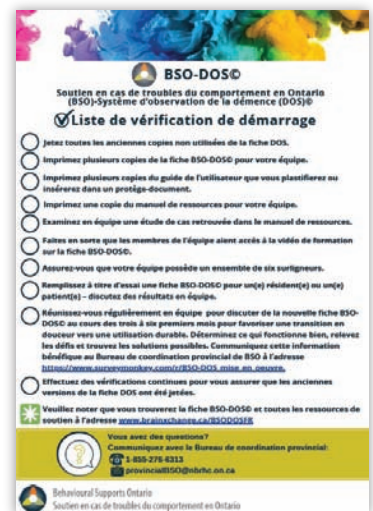 BSO-DOS©
Soutien en cas de troubles du comportement en Ontario
(BSO)-Système d'observation de la démence (DOS)©
Liste de vérification de démarrage
Jetez toutes les anciennes copies non utilisées de la fiche DOS.
Imprimez plusieurs copies de la fiche BSO-DOS© pour votre équipe.
Imprimez plusieurs copies du guide de l'utilisateur que vous plastifierez ou
insérerez dans un protège-document.
Imprimez une copie du manuel de ressources pour votre équipe.
Examinez en équipe une étude de cas retrouvée dans le manuel de ressources.
Faites en sorte que les membres de l'équipe aient accès à la vidéo de formation
sur la fiche BSO-DOS©.
Assurez-vous que votre équipe possède un ensemble de six surligneurs.
Remplissez à titre d'essai une fiche BSO-DOS© pour un(e) résident(e) ou un(e)
patient(e) – discutez des résultats en équipe.
Réunissez-vous régulièrement en équipe pour discuter de la nouvelle fiche BSO-
DOS© au cours des trois à six premiers mois pour favoriser une transition en
douceur vers une utilisation durable. Déterminez ce qui fonctionne bien, relevez
les défis et trouvez les solutions possibles. Communiquez cette information
bénéfique au Bureau de coordination provincial de BSO à l'adresse
https://www.surveymonkey.com/r/BSO-DOS_mise_en_oeuvre.
Effectuez des vérifications continues pour vous assurer que les anciennes
versions de la fiche DOS ont été jetées.
Veuillez noter que vous trouverez la fiche BSO-DOS© et toutes les ressources de
soutien à l'adresse www.brainxchange.ca/BSODOSFR
Vous avez des questions?
Communiquez avec le Bureau de coordination provincial:
1-855-276-6313
provincialBSO@nbrhc.on.ca
Behavioural Supports Ontario
Soutien en cas de troubles du comportement en Ontario